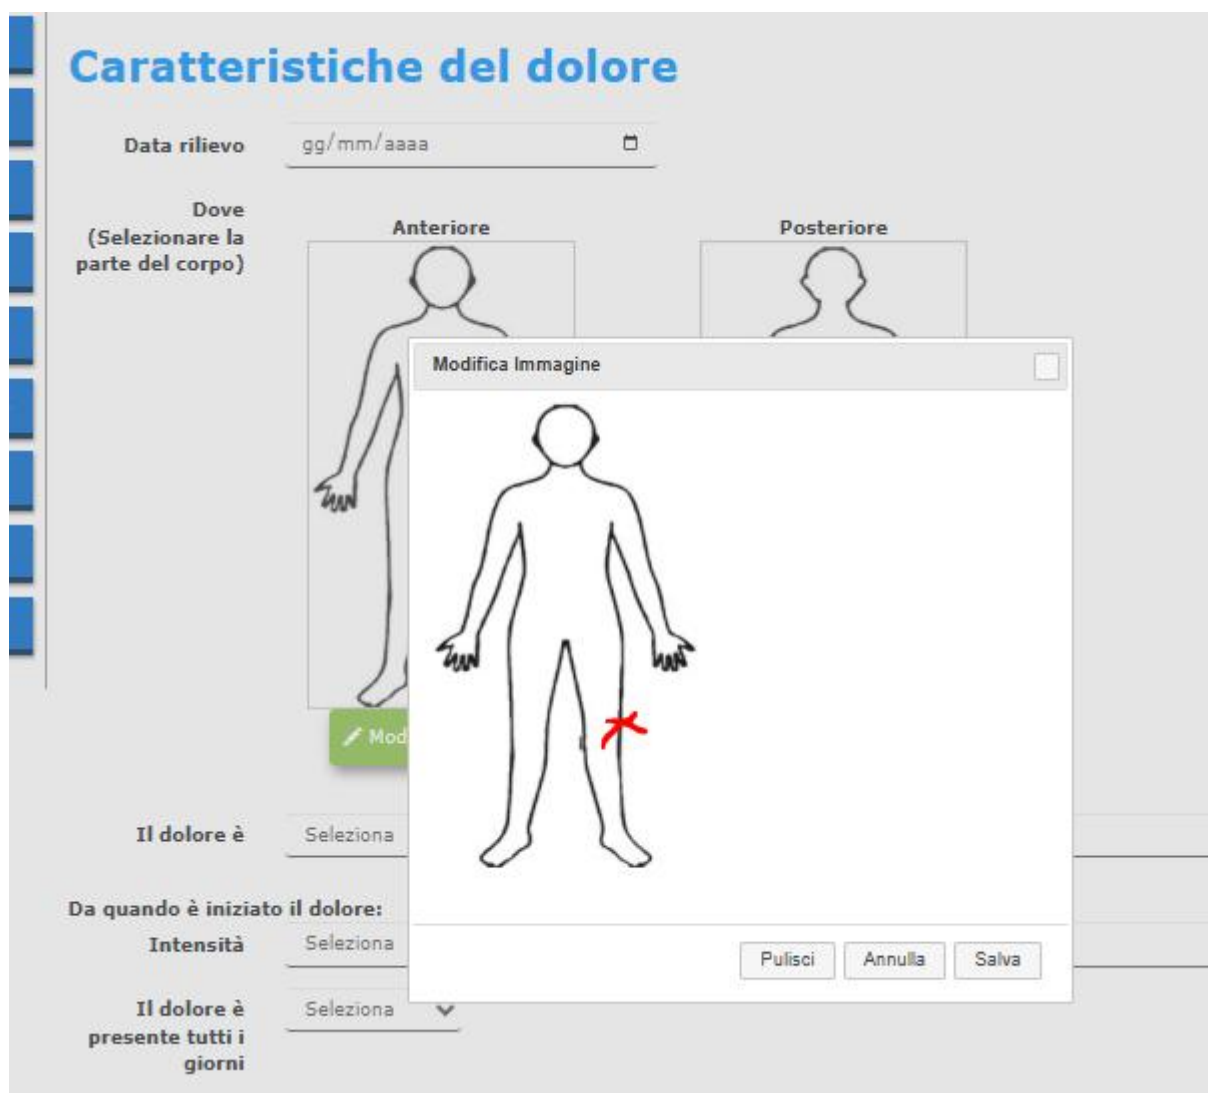 Caratteristiche del dolore
Data rilievo
gg/mm/aaaa
Dove
(Selezionare la
parte del corpo)
Anteriore
Posteriore
Modifica Immagine
Mod
Il dolore è
Seleziona
Da quando è iniziato il dolore:
Intensità
Seleziona
Pulisci
Annulla
Salva
Il dolore è
presente tutti i
giorni
Seleziona